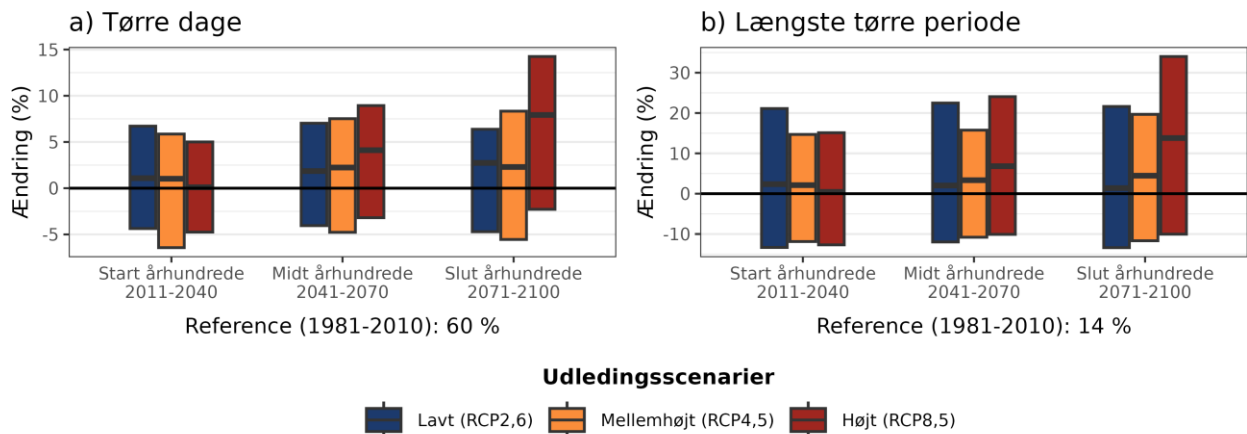 a) Tørre dage
Ændring (%)
15
10
5
0
-5
Start århundrede
2011-2040
Midt århundrede
2041-2070
Slut århundrede
2071-2100
Reference (1981-2010): 60 %
b) Længste tørre periode
Ændring (%)
30
20
10
0
-10
Start århundrede
2011-2040
Midt århundrede
2041-2070
Slut århundrede
2071-2100
Reference (1981-2010): 14 %
Udledingsscenarier
Lavt (RCP2,6)
Mellemhøjt (RCP4,5)
Højt (RCP8,5)